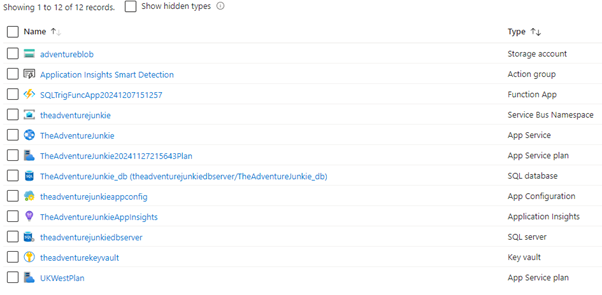 Showing 1 to 12 of 12 records. Show hidden types
Name Type
adventureblob Storage account
Application Insights Smart Detection Action group
SQLTrigFuncApp20241207151257 Function App
theadventurejunkie Service Bus Namespace
TheAdventureJunkie App Service
TheAdventureJunkie20241127215643Plan App Service plan
TheAdventureJunkie_db (theadventurejunkiedbserver/TheAdventureJunkie_db) SQL database
theadventurejunkieappconfig App Configuration
TheAdventureJunkieAppInsights Application Insights
theadventurejunkiedbserver SQL server
theadventurekeyvault Key vault
UKWestPlan App Service plan